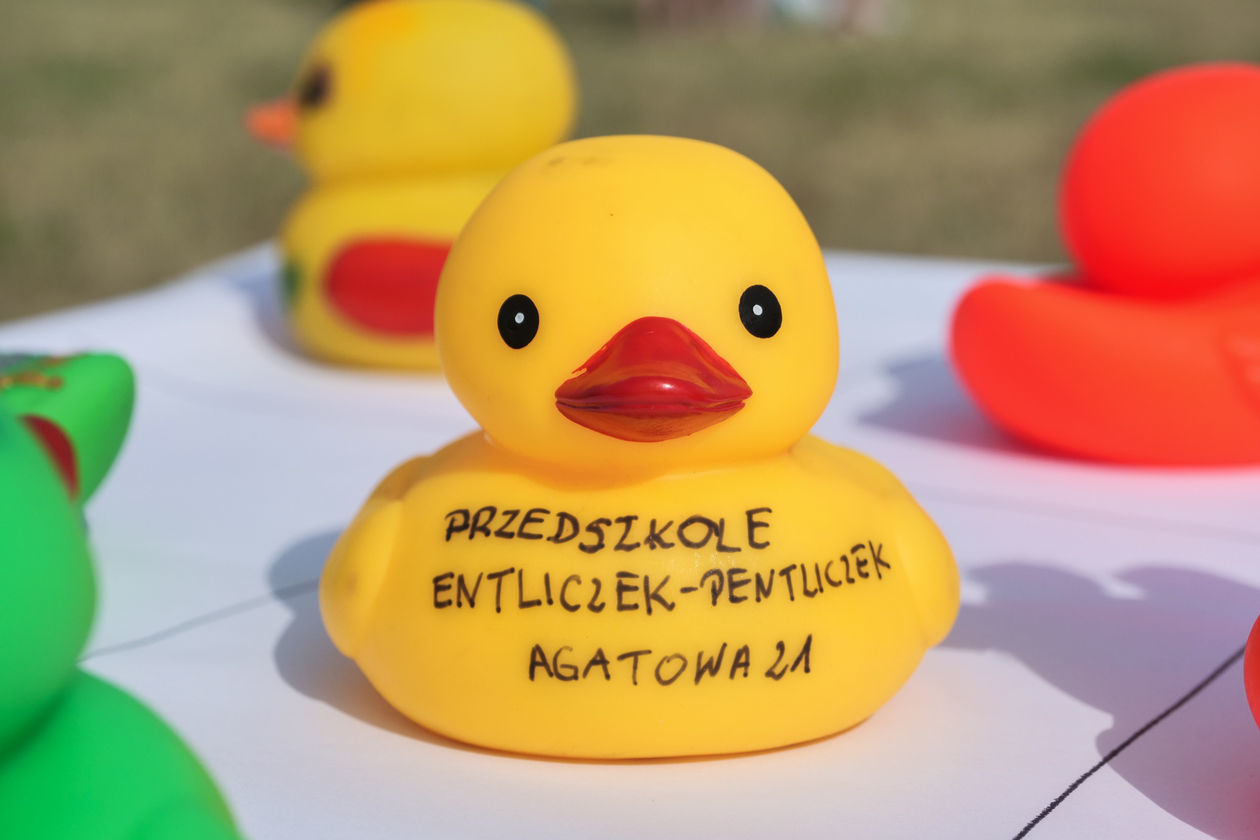 PRZEDSZKOLE
ENTLICZEK-PENTLICZEK
AGATOWA 21